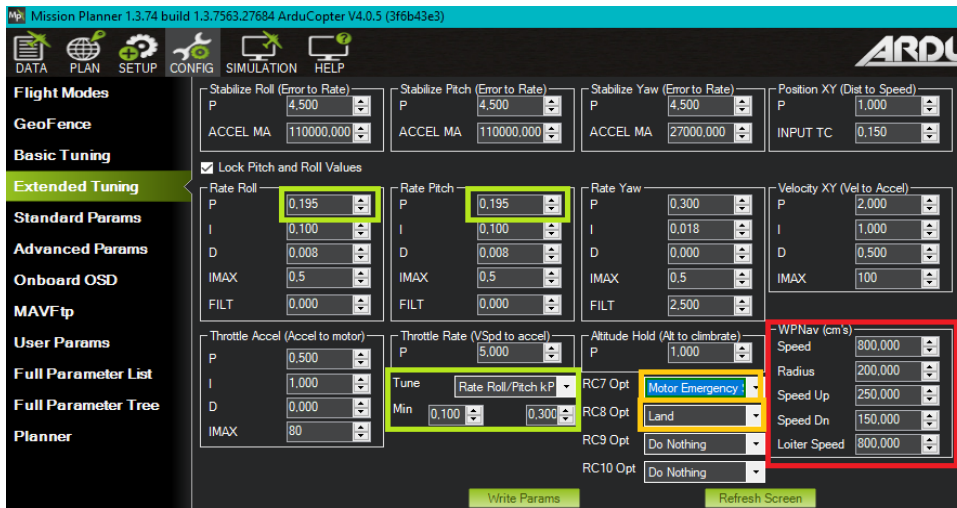 Mission Planner 1.3.74 build 1.3.7563.27684 ArduCopter V4.0.5 (3f6b43e3)
DATA PLAN SETUP CONFIG SIMULATION HELP
ARDU
Flight Modes
GeoFence
Basic Tuning
Extended Tuning
Standard Params
Advanced Params
Onboard OSD
MAVFtp
User Params
Full Parameter List
Full Parameter Tree
Planner
Stabilize Roll (Error to Rate)
P 4,500
ACCEL MA 110000,000
Stabilize Pitch (Error to Rate)
P 4,500
ACCEL MA 110000,000
Stabilize Yaw (Error to Rate)
P 4,500
ACCEL MA 27000,000
Position XY (Dist to Speed)
P 1,000
INPUT TC 0,150
Lock Pitch and Roll Values
Rate Roll
P 0,195
I 0,100
D 0,008
IMAX 0,5
FILT 0,000
Rate Pitch
P 0,195
I 0,100
D 0,008
IMAX 0,5
FILT 0,000
Rate Yaw
P 0,300
I 0,018
D 0,000
IMAX 0,5
FILT 2,500
Velocity XY (Vel to Accel)
P 2,000
I 1,000
D 0,500
IMAX 100
Throttle Accel (Accel to motor)
P 0,500
I 1,000
D 0,000
IMAX 80
Throttle Rate (VSpd to accel)
P 5,000
Tune Rate Roll/Pitch kP
Min 0,100 0,300
Altitude Hold (Alt to climbrate)
P 1,000
RC7 Opt Motor Emergency
RC8 Opt Land
RC9 Opt Do Nothing
RC10 Opt Do Nothing
WPNav (cm's)
Speed 800,000
Radius 200,000
Speed Up 250,000
Speed Dn 150,000
Loiter Speed 800,000
Write Params
Refresh Screen